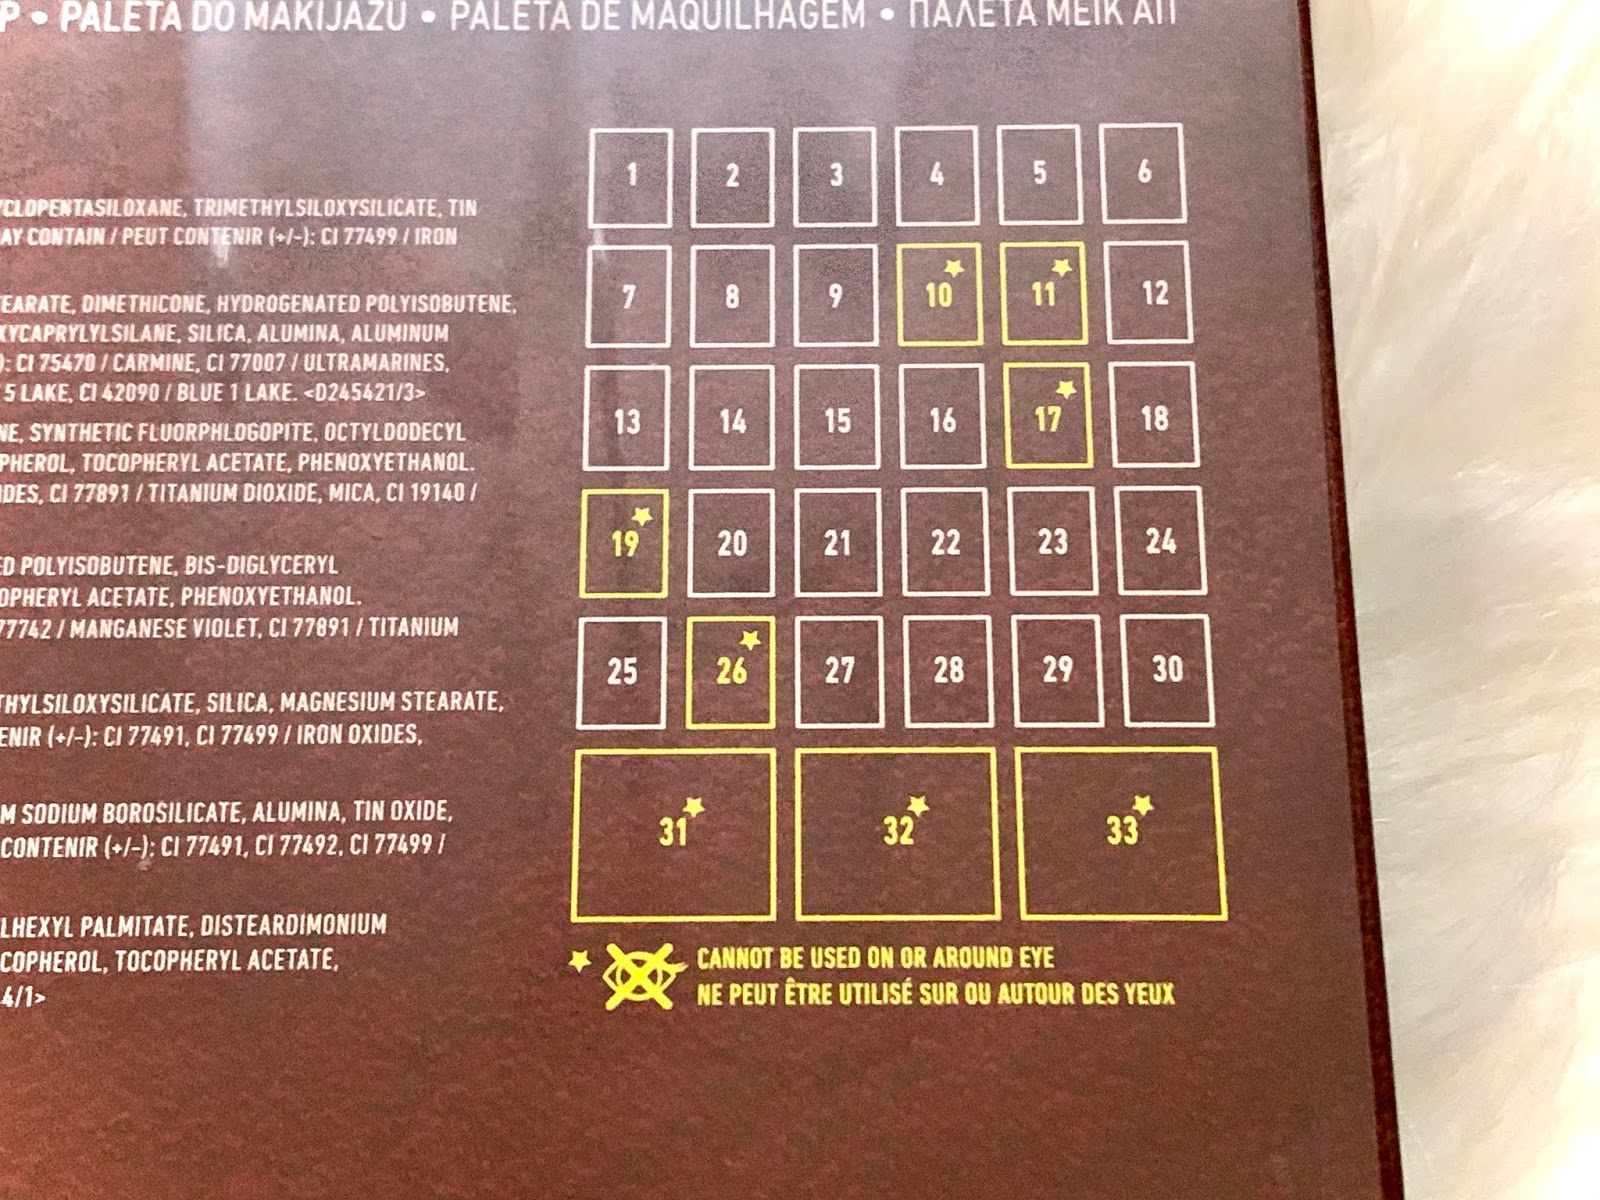 P • PALETA DO MAKIJAŻU • PALETA DE MAQUILHAGEM • ΠΑΛΕΤΑ ΜΕΙΚ ΑΠ
CLOPENTASILOXANE, TRIMETHYLSILOXYSILICATE, TIN
AY CONTAIN / PEUT CONTENIR (+/–): CI 77499 / IRON
EARATE, DIMETHICONE, HYDROGENATED POLYISOBUTENE,
XYCAPRYLYLSILANE, SILICA, ALUMINA, ALUMINUM
): CI 75470 / CARMINE, CI 77007 / ULTRAMARINES,
5 LAKE, CI 42090 / BLUE 1 LAKE. <D245421/3>
NE, SYNTHETIC FLUORPHLOGOPITE, OCTYLDODECYL
PHEROL, TOCOPHERYL ACETATE, PHENOXYETHANOL.
DES, CI 77891 / TITANIUM DIOXIDE, MICA, CI 19140 /
ED POLYISOBUTENE, BIS-DIGLYCERYL
OPHERYL ACETATE, PHENOXYETHANOL.
77742 / MANGANESE VIOLET, CI 77891 / TITANIUM
THYLSILOXYSILICATE, SILICA, MAGNESIUM STEARATE,
ENIR (+/–): CI 77491, CI 77499 / IRON OXIDES,
M SODIUM BOROSILICATE, ALUMINA, TIN OXIDE,
CONTENIR (+/–): CI 77491, CI 77492, CI 77499 /
LHEXYL PALMITATE, DISTEARDIMONIUM
COPHEROL, TOCOPHERYL ACETATE,
4/1>
1 2 3 4 5 6
7 8 9 10 11 12
13 14 15 16 17 18
19 20 21 22 23 24
25 26 27 28 29 30
31 32 33
CANNOT BE USED ON OR AROUND EYE
NE PEUT ÊTRE UTILISÉ SUR OU AUTOUR DES YEUX